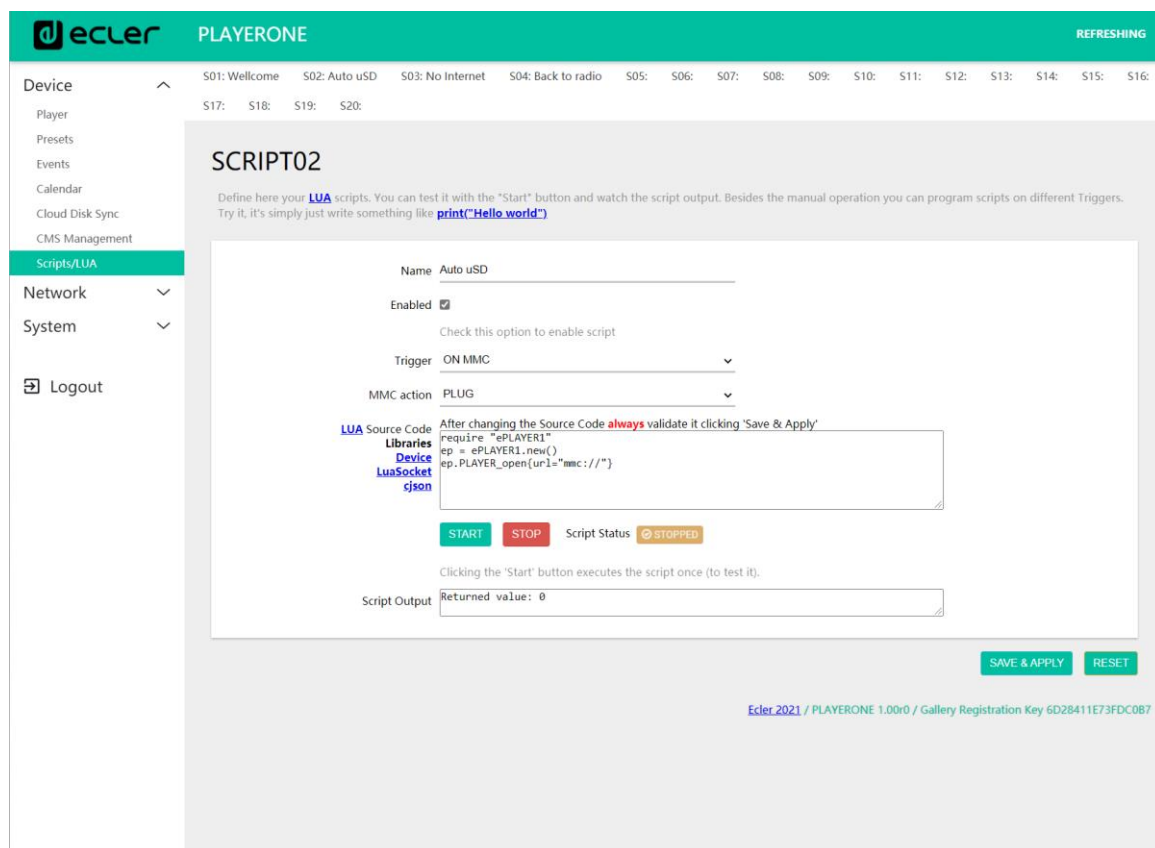 ecler
PLAYERONE
REFRESHING
Device
Player
Presets
Events
Calendar
Cloud Disk Sync
CMS Management
Scripts/LUA
Network
System
Logout
S01: Wellcome S02: Auto uSD S03: No Internet S04: Back to radio S05: S06: S07: S08: S09: S10: S11: S12: S13: S14: S15: S16:
S17: S18: S19: S20:
SCRIPT02
Define here your LUA scripts. You can test it with the "Start" button and watch the script output. Besides the manual operation you can program scripts on different Triggers.
Try it, it's simply just write something like print("Hello world")
Name Auto uSD
Enabled
Check this option to enable script
Trigger ON MMC
MMC action PLUG
After changing the Source Code always validate it clicking 'Save & Apply'
LUA Source Code
Libraries
Device
LuaSocket
cjson
require "ePLAYER1"
ep = ePLAYER1.new()
ep.PLAYER_open{url="mmc://"}
START STOP Script Status STOPPED
Clicking the 'Start' button executes the script once (to test it).
Script Output Returned value: 0
SAVE & APPLY RESET
Ecler 2021 / PLAYERONE 1.00r0 / Gallery Registration Key 6D28411E73FDC0B7